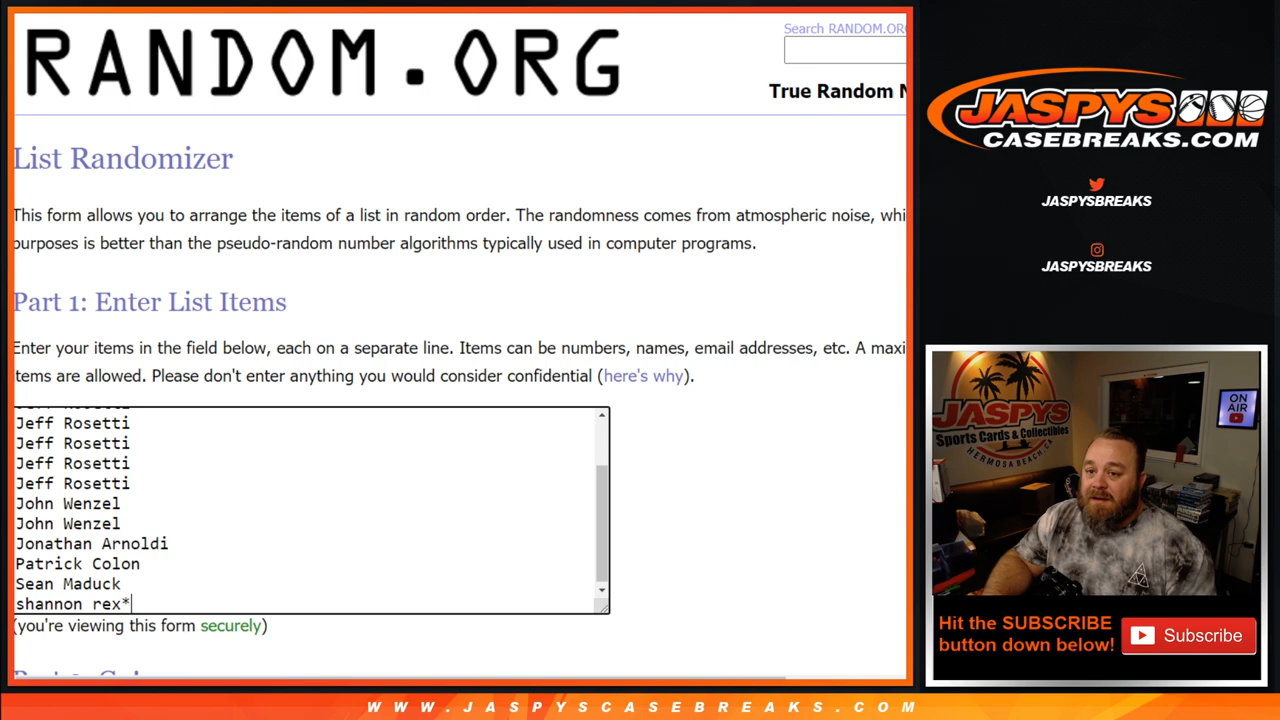 RANDOM.ORG
Search RANDOM.OR
True Random N
List Randomizer
This form allows you to arrange the items of a list in random order. The randomness comes from atmospheric noise, whi
purposes is better than the pseudo-random number algorithms typically used in computer programs.
Part 1: Enter List Items
Enter your items in the field below, each on a separate line. Items can be numbers, names, email addresses, etc. A maxi
items are allowed. Please don't enter anything you would consider confidential (here's why).
Jeff Rosetti
Jeff Rosetti
Jeff Rosetti
Jeff Rosetti
John Wenzel
John Wenzel
Jonathan Arnoldi
Patrick Colon
Sean Maduck
shannon rex*
(you're viewing this form securely)
JASPYS
CASEBREAKS.COM
JASPYSBREAKS
JASPYSBREAKS
JASPYS
Sports Cards & Collectibles
HERMOSA BEACH, CA
ON
AIR
Hit the SUBSCRIBE
button down below!
Subscribe
WWW.JASPYSCASEBREAKS.COM